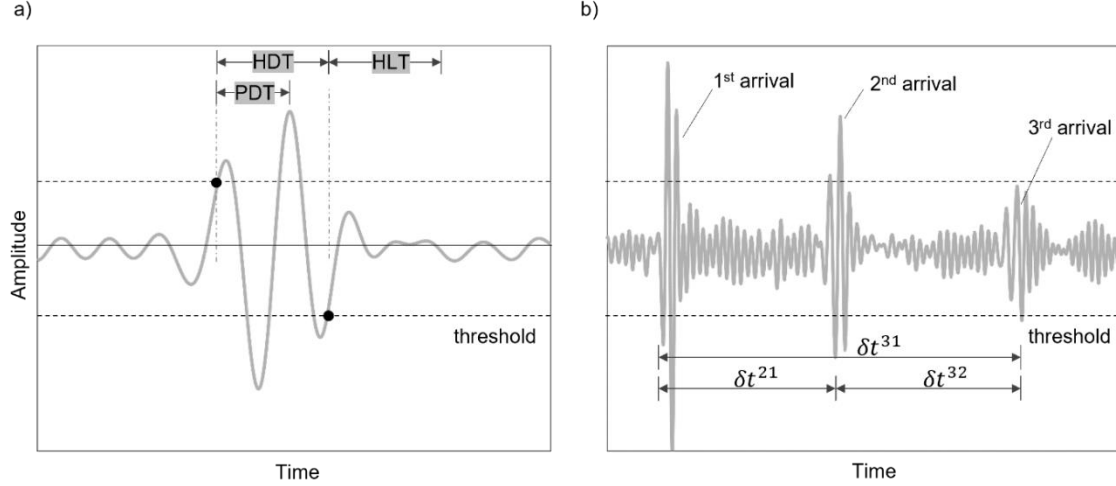 a)
HDT
HLT
PDT
Amplitude
threshold
Time
b)
1st arrival
2nd arrival
3rd arrival
threshold
δt³¹
δt²¹
δt³²
Time